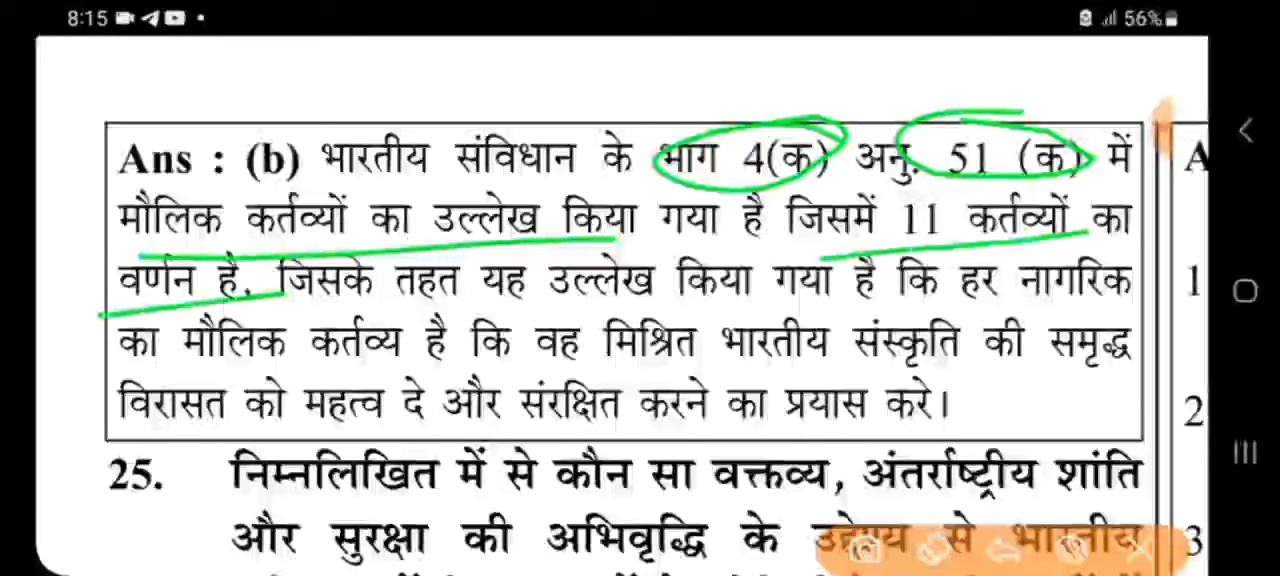 8:15
56%
Ans : (b) भारतीय संविधान के भाग 4(क) अनु. 51 (क) में
मौलिक कर्तव्यों का उल्लेख किया गया है जिसमें 11 कर्तव्यों का
वर्णन है. जिसके तहत यह उल्लेख किया गया है कि हर नागरिक
का मौलिक कर्तव्य है कि वह मिश्रित भारतीय संस्कृति की समृद्ध
विरासत को महत्व दे और संरक्षित करने का प्रयास करे।
25. निम्नलिखित में से कौन सा वक्तव्य, अंतर्राष्ट्रीय शांति
और सुरक्षा की अभिवृद्धि के उद्देश्य से भारतीय
A
1
2
3